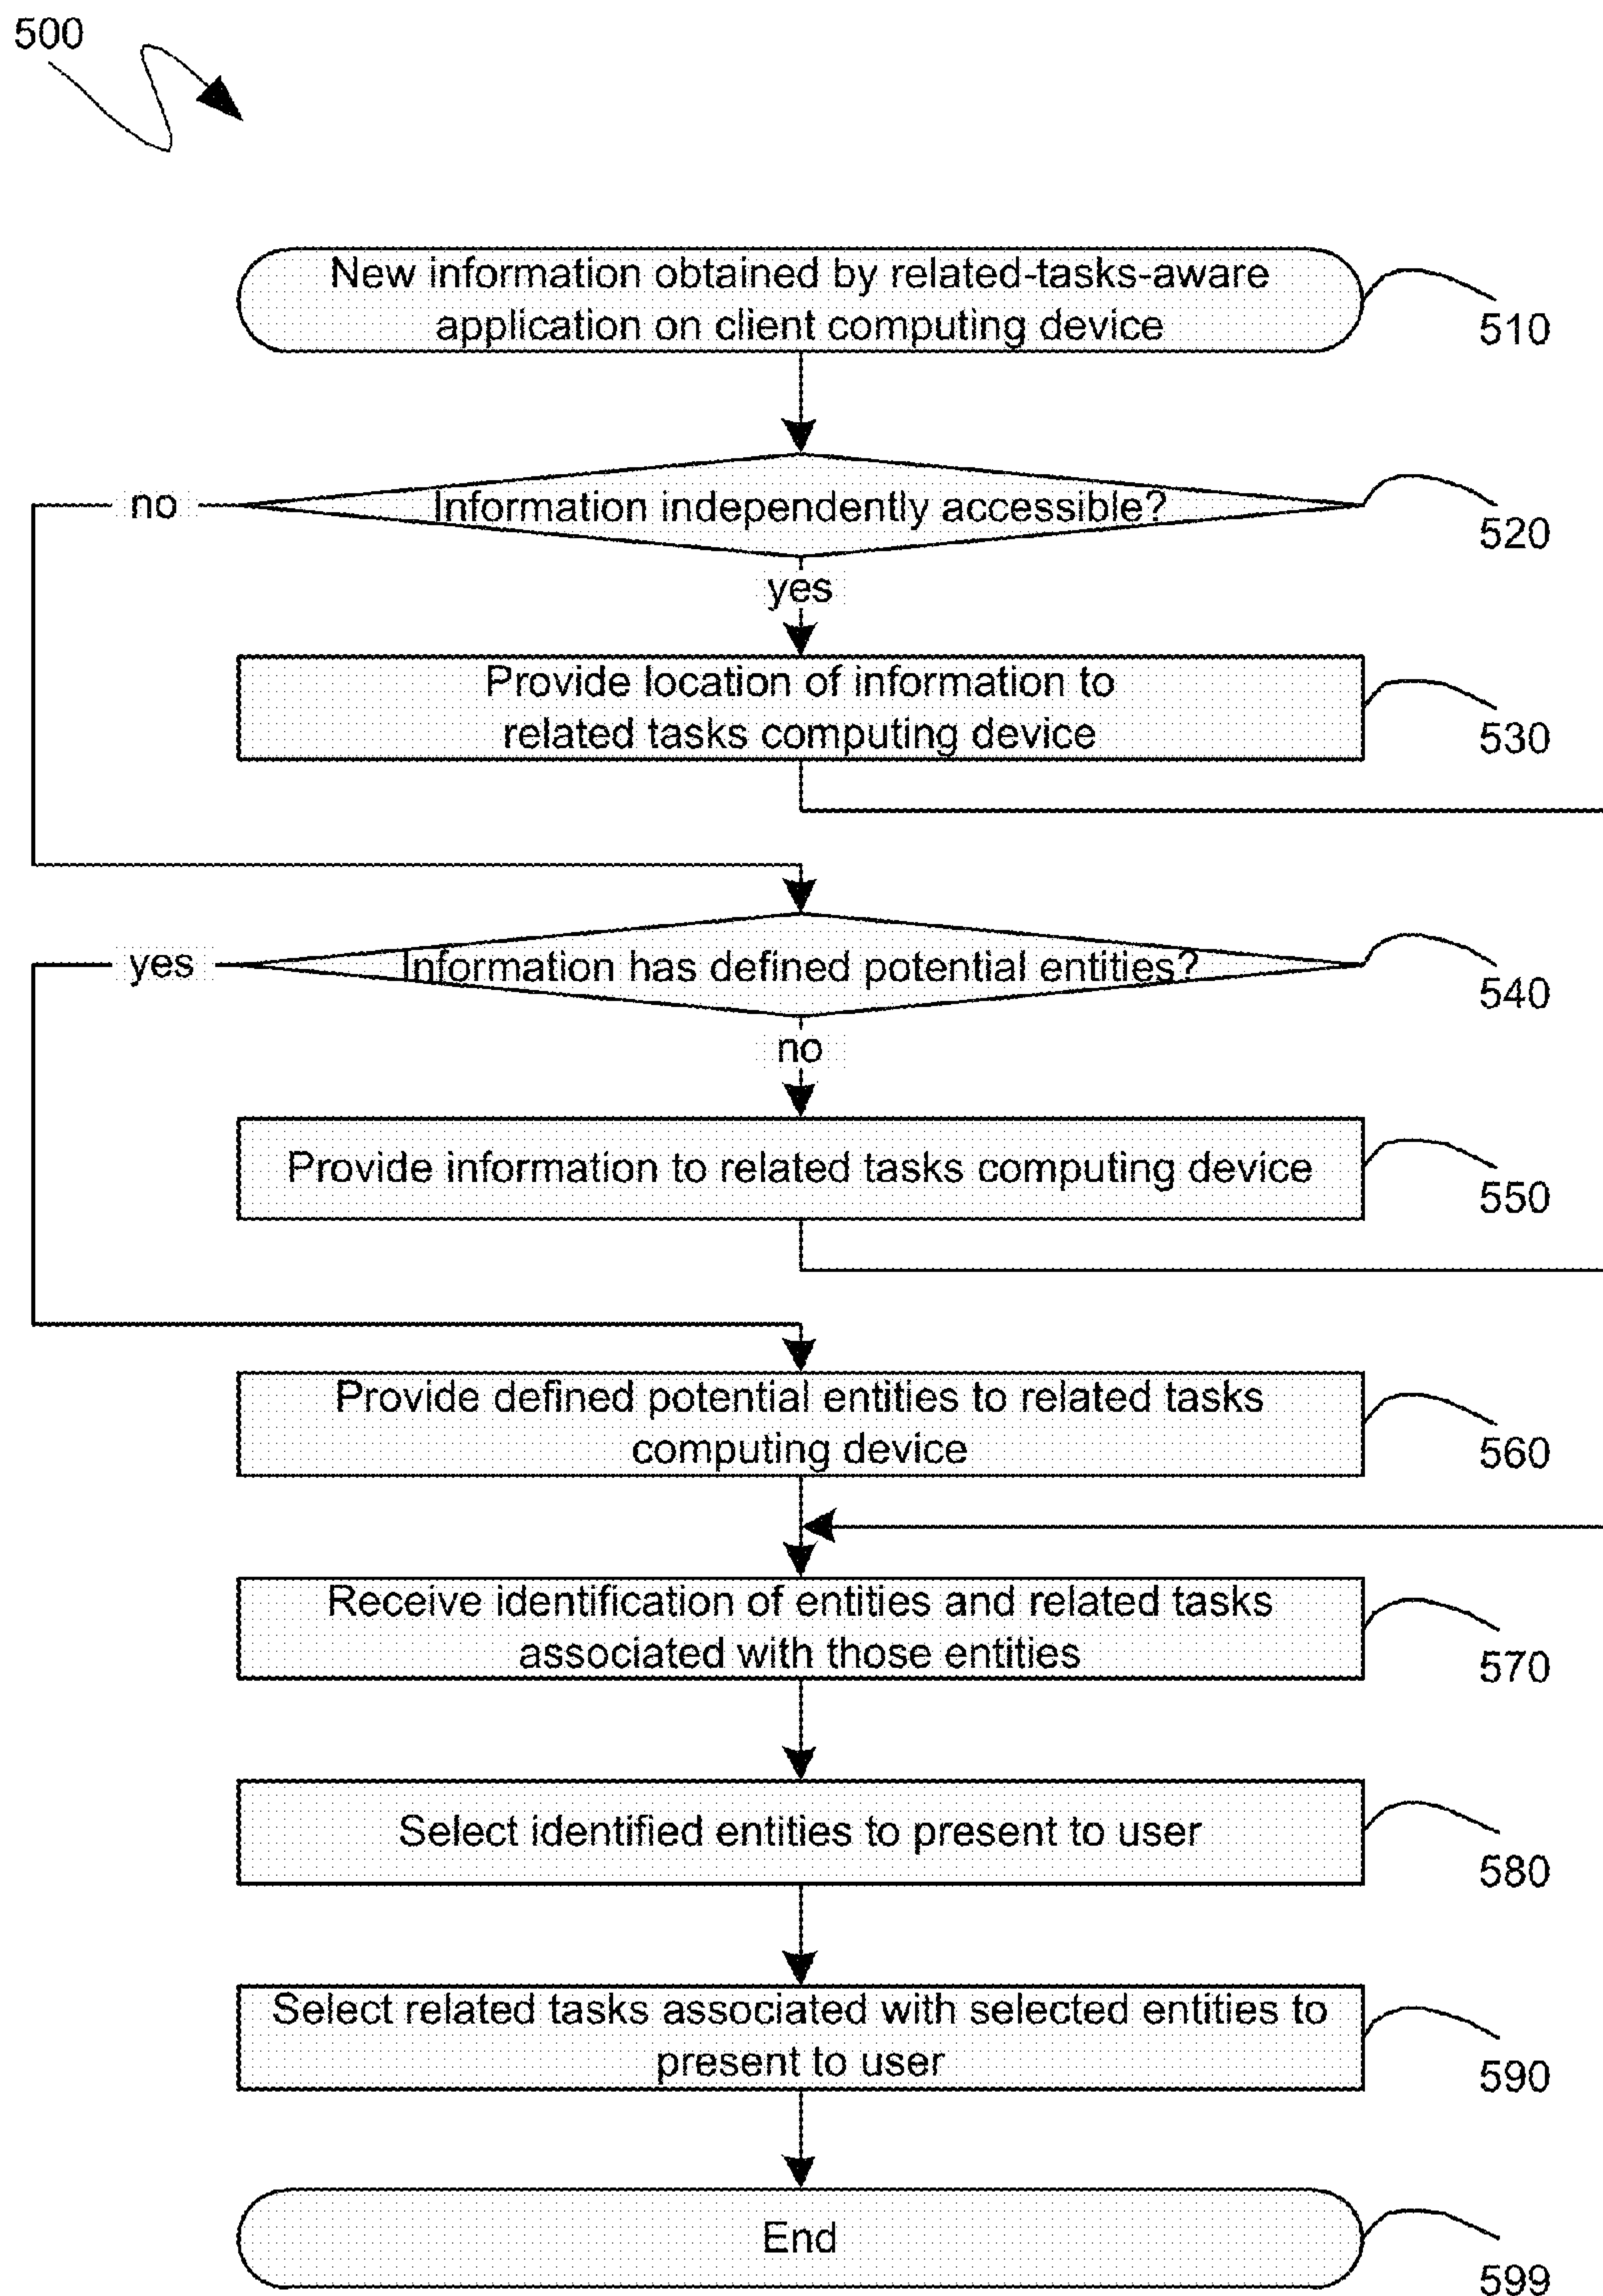 500
New information obtained by related-tasks-aware
application on client computing device
510
no
Information independently accessible?
520
yes
Provide location of information to
related tasks computing device
530
yes
Information has defined potential entities?
540
no
Provide information to related tasks computing device
550
Provide defined potential entities to related tasks
computing device
560
Receive identification of entities and related tasks
associated with those entities
570
Select identified entities to present to user
580
Select related tasks associated with selected entities to
present to user
590
End
599